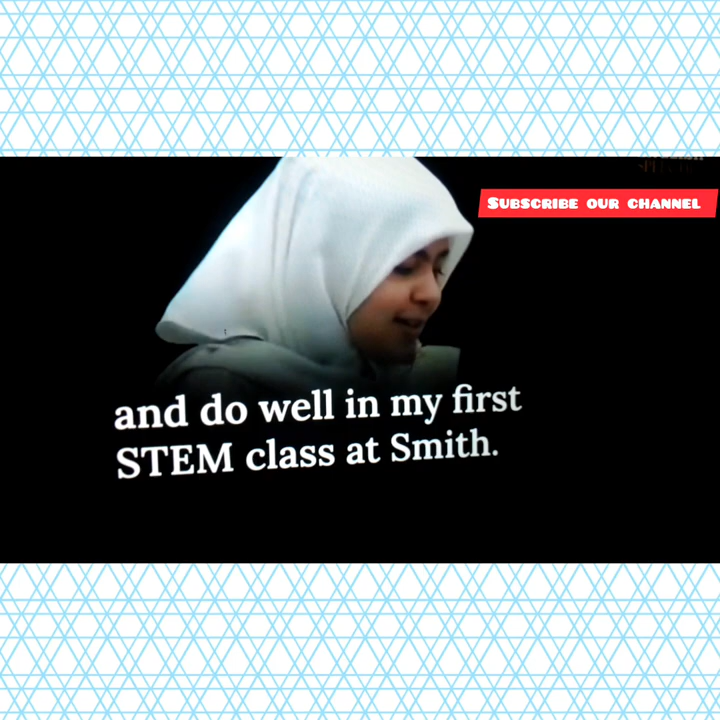 SUBSCRIBE OUR CHANNEL
and do well in my first
STEM class at Smith.